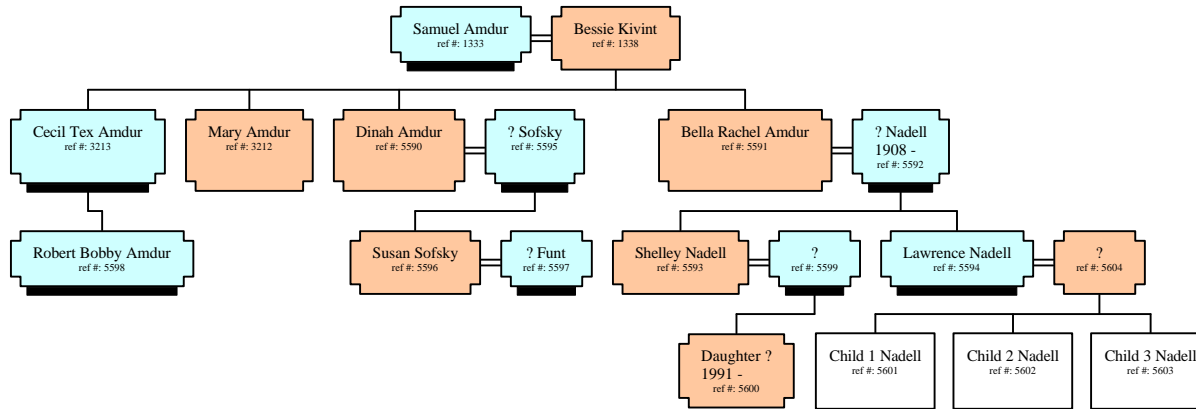 Samuel Amdur
ref #: 1333
Bessie Kivint
ref #: 1338
Cecil Tex Amdur
ref #: 3213
Mary Amdur
ref #: 3212
Dinah Amdur
ref #: 5590
? Sofsky
ref #: 5595
Bella Rachel Amdur
ref #: 5591
? Nadell
1908 -
ref #: 5592
Robert Bobby Amdur
ref #: 5598
Susan Sofsky
ref #: 5596
? Funt
ref #: 5597
Shelley Nadell
ref #: 5593
?
ref #: 5599
Lawrence Nadell
ref #: 5594
?
ref #: 5604
Daughter ?
1991 -
ref #: 5600
Child 1 Nadell
ref #: 5601
Child 2 Nadell
ref #: 5602
Child 3 Nadell
ref #: 5603